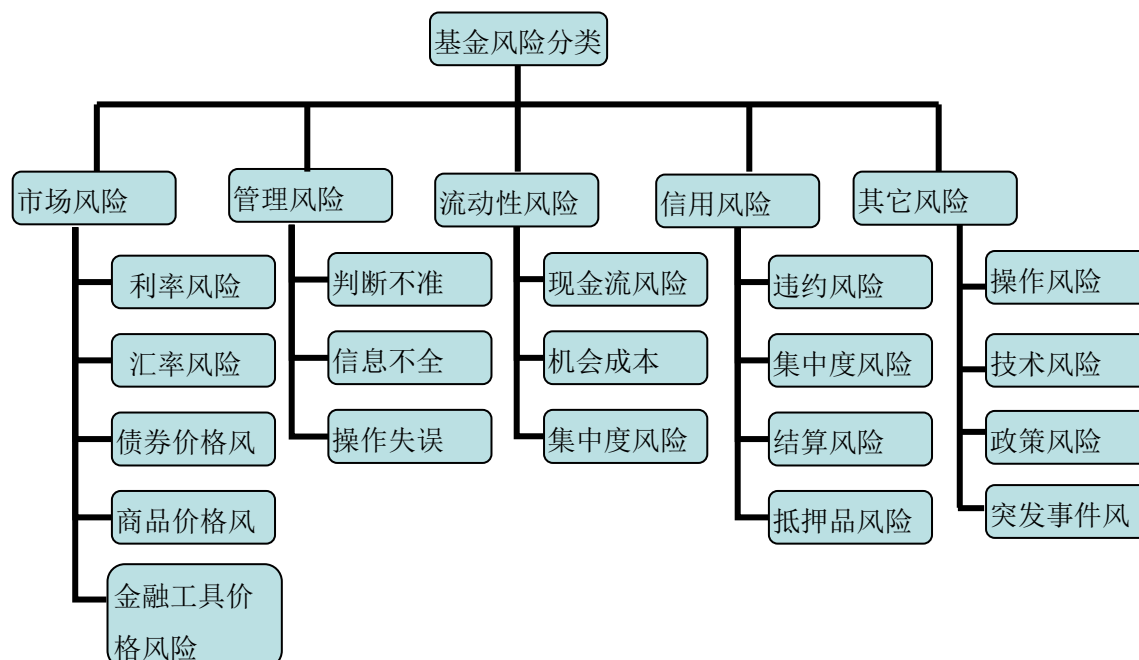 基金风险分类
市场风险
利率风险
汇率风险
债券价格风
商品价格风
金融工具价
格风险
管理风险
判断不准
信息不全
操作失误
流动性风险
现金流风险
机会成本
集中度风险
信用风险
违约风险
集中度风险
结算风险
抵押品风险
其它风险
操作风险
技术风险
政策风险
突发事件风